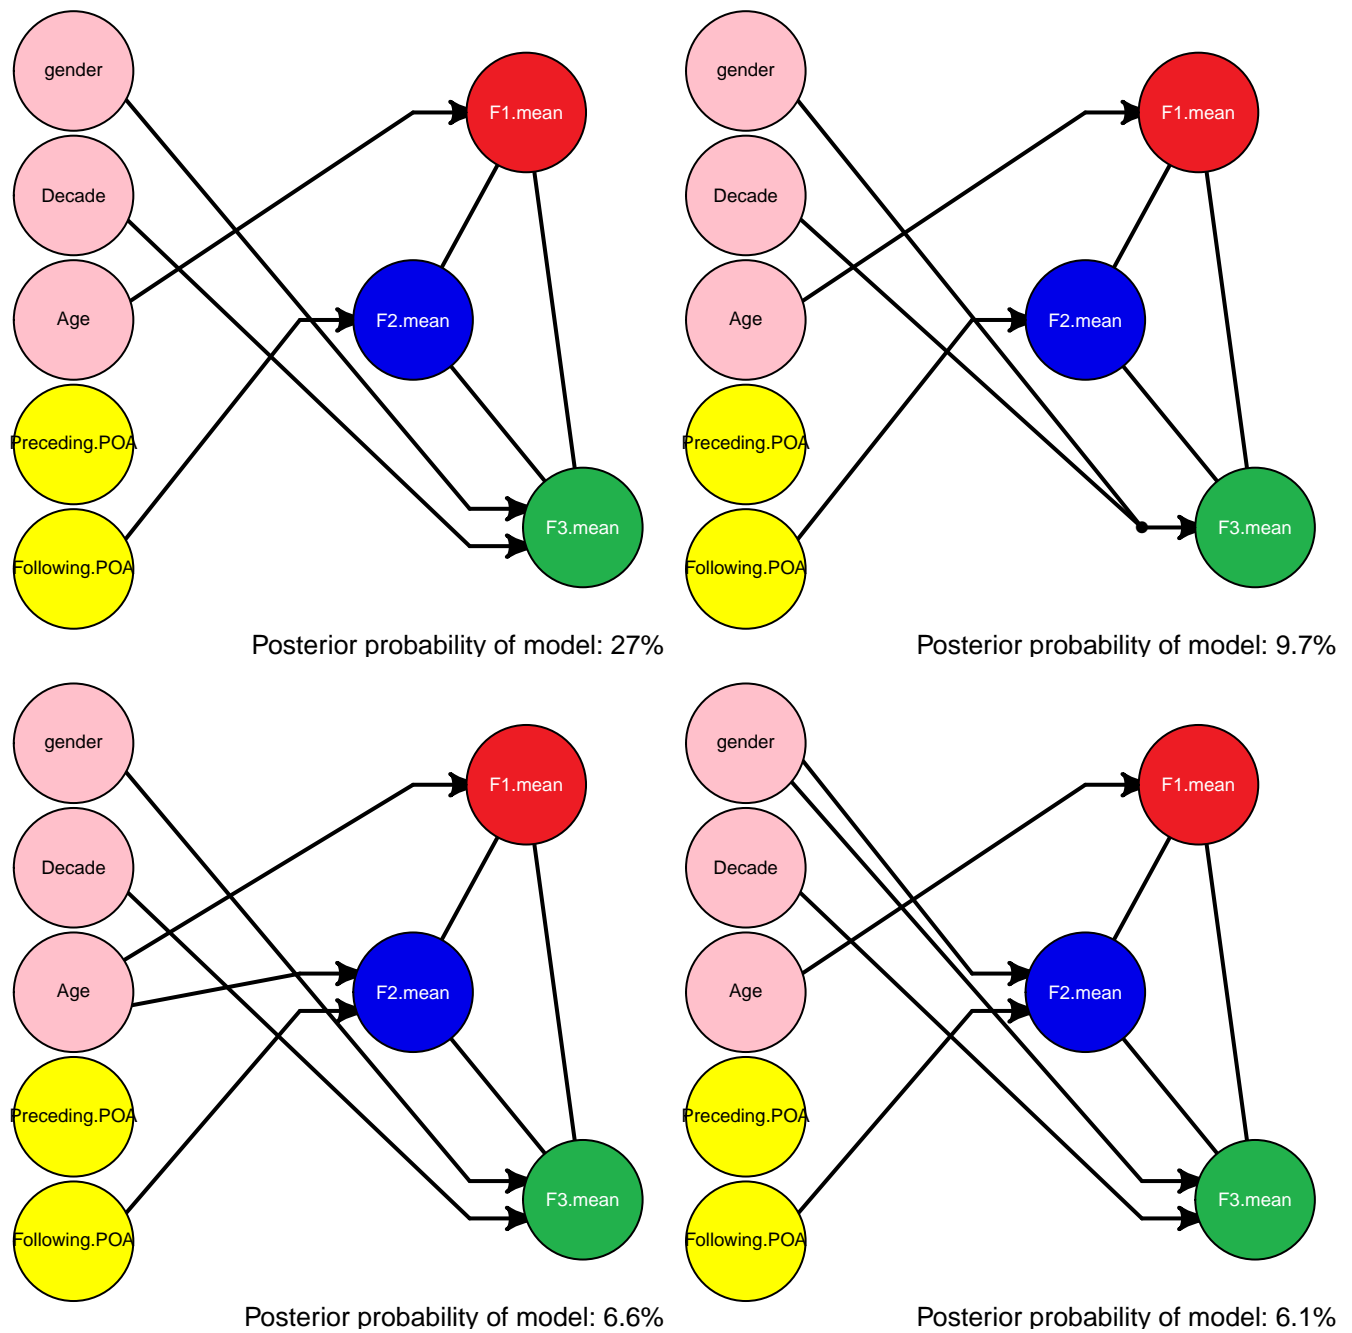 gender
F1.mean
Decade
Age
F2.mean
Preceding.POA
Following.POA
F3.mean
Posterior probability of model: 27%
gender
F1.mean
Decade
Age
F2.mean
Preceding.POA
Following.POA
F3.mean
Posterior probability of model: 9.7%
gender
F1.mean
Decade
Age
F2.mean
Preceding.POA
Following.POA
F3.mean
Posterior probability of model: 6.6%
gender
F1.mean
Decade
Age
F2.mean
Preceding.POA
Following.POA
F3.mean
Posterior probability of model: 6.1%